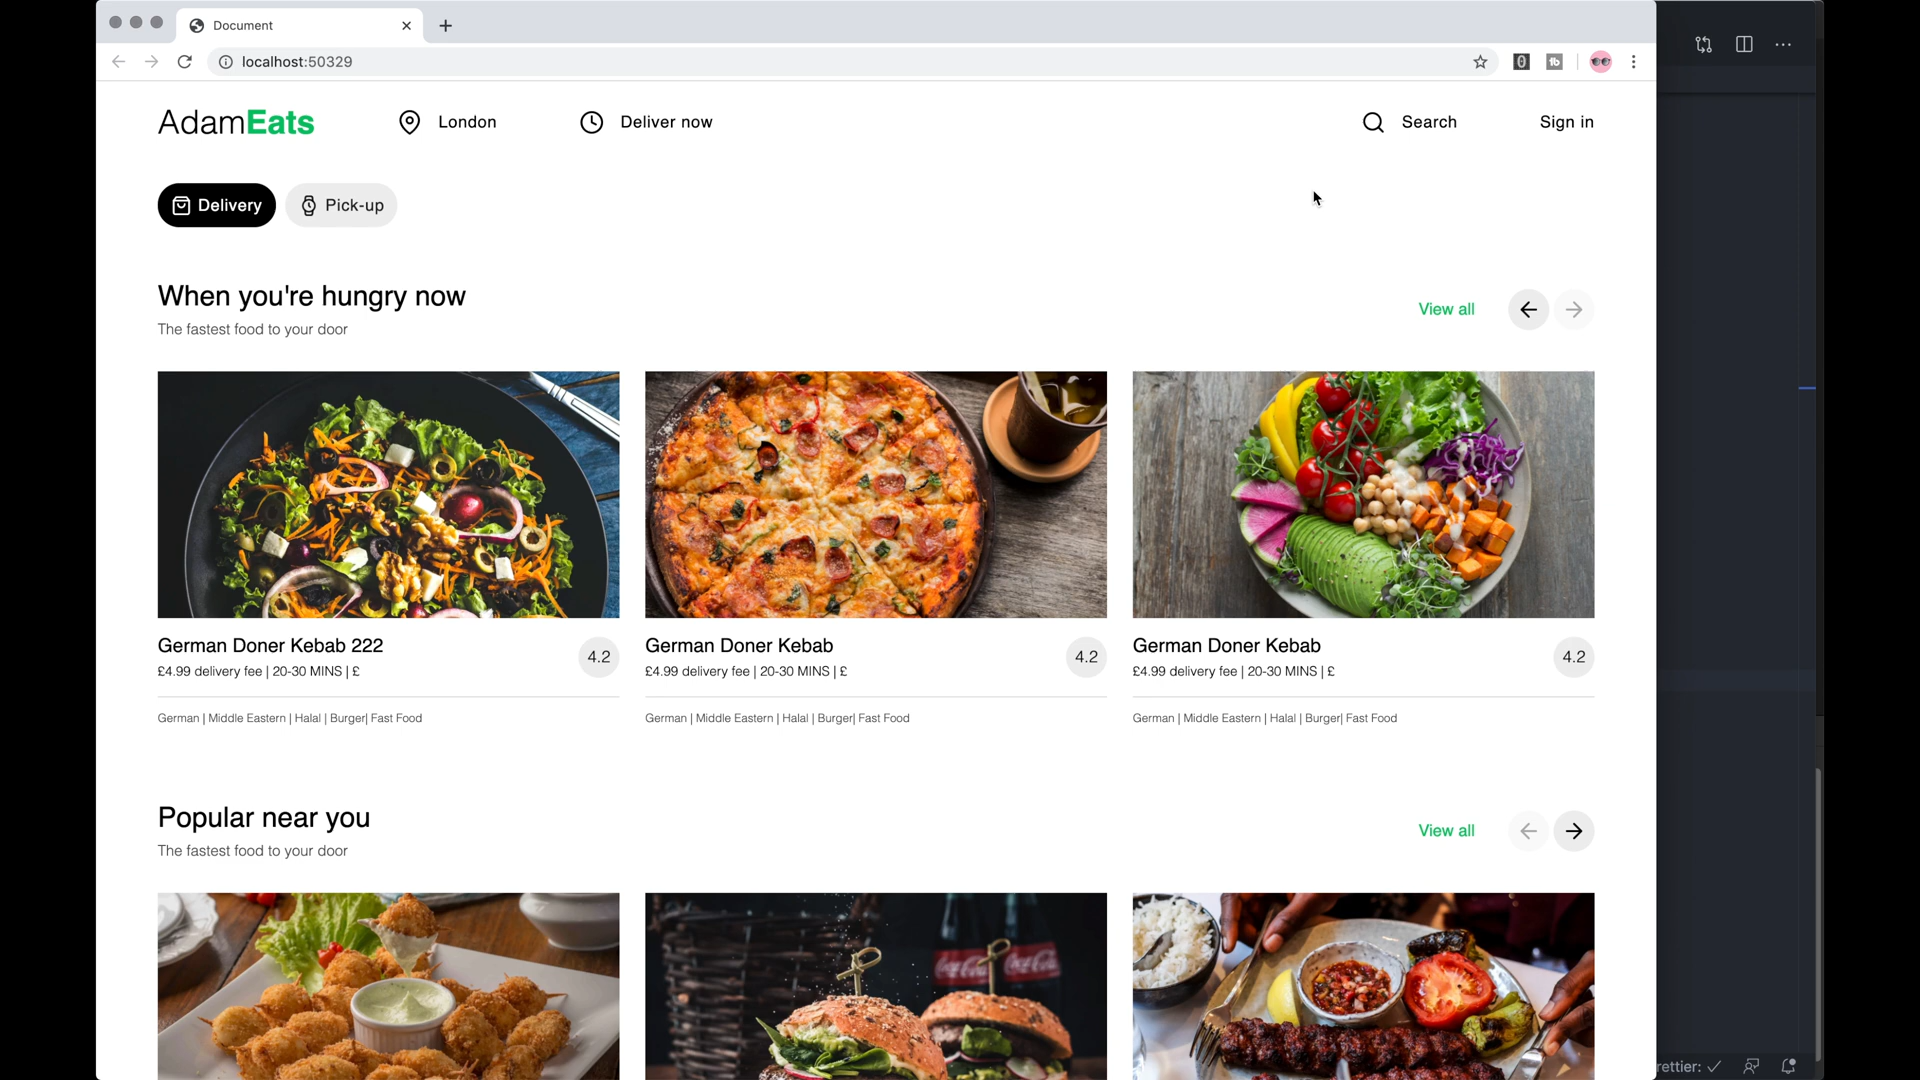 Document
localhost:50329
AdamEats
London
Deliver now
Search
Sign in
Delivery
Pick-up
When you're hungry now
The fastest food to your door
View all
German Doner Kebab 222
£4.99 delivery fee | 20-30 MINS | £
4.2
German | Middle Eastern | Halal | Burger| Fast Food
German Doner Kebab
£4.99 delivery fee | 20-30 MINS | £
4.2
German | Middle Eastern | Halal | Burger| Fast Food
German Doner Kebab
£4.99 delivery fee | 20-30 MINS | £
4.2
German | Middle Eastern | Halal | Burger| Fast Food
Popular near you
The fastest food to your door
View all
Coca-Cola
rettier: